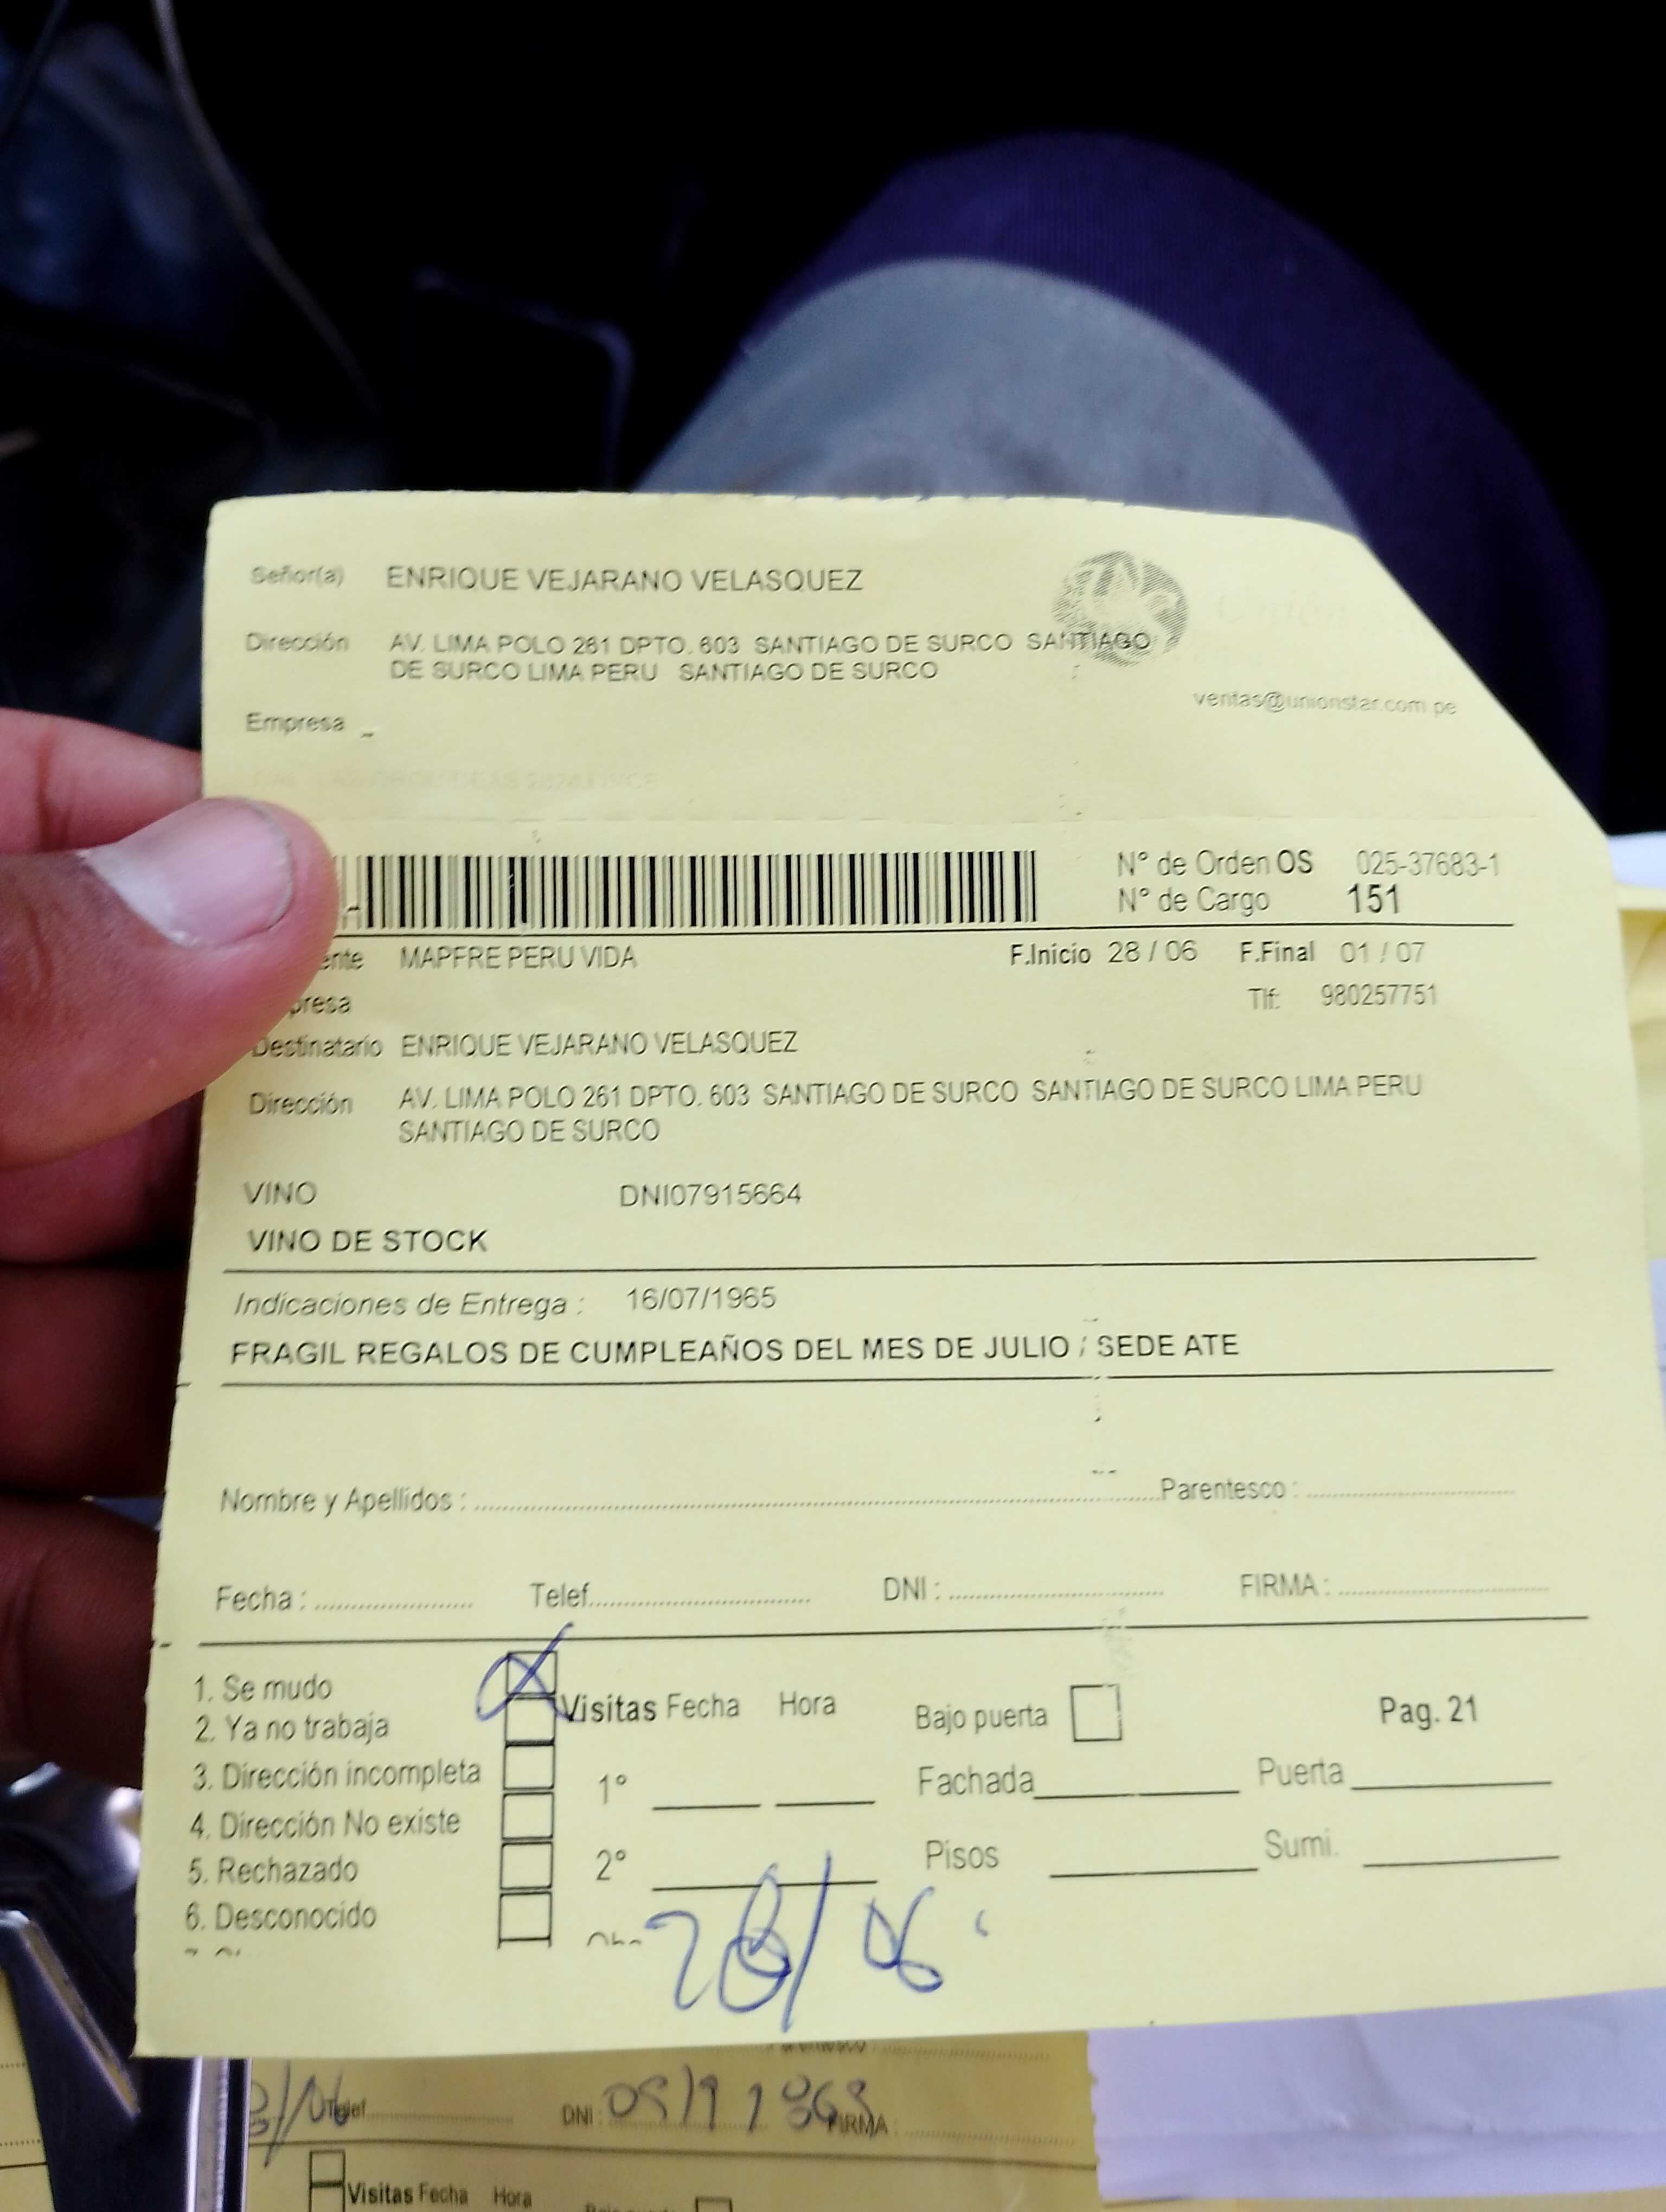 Señor(a) ENRIQUE VEJARANO VELASQUEZ
Dirección AV. LIMA POLO 261 DPTO. 603 SANTIAGO DE SURCO SANTIAGO
DE SURCO LIMA PERU SANTIAGO DE SURCO
ventas@unionstar.com.pe
Empresa -
N° de Orden OS 025-37683-1
N° de Cargo 151
ente MAPFRE PERU VIDA F.Inicio 28 / 06 F.Final 01 / 07
presa Tlf: 980257751
Destinatario ENRIQUE VEJARANO VELASQUEZ
Dirección AV. LIMA POLO 261 DPTO. 603 SANTIAGO DE SURCO SANTIAGO DE SURCO LIMA PERU
SANTIAGO DE SURCO
VINO DNI07915664
VINO DE STOCK
Indicaciones de Entrega : 16/07/1965
FRAGIL REGALOS DE CUMPLEAÑOS DEL MES DE JULIO / SEDE ATE
Nombre y Apellidos : Parentesco :
Fecha : Telef. DNI : FIRMA :
1. Se mudo
2. Ya no trabaja Visitas Fecha Hora Bajo puerta Pag. 21
3. Dirección incompleta 1° Fachada Puerta
4. Dirección No existe
5. Rechazado 2° Pisos Sumi.
6. Desconocido
28/06
Telef DNI : FIRMA :
Visitas Fecha Hora